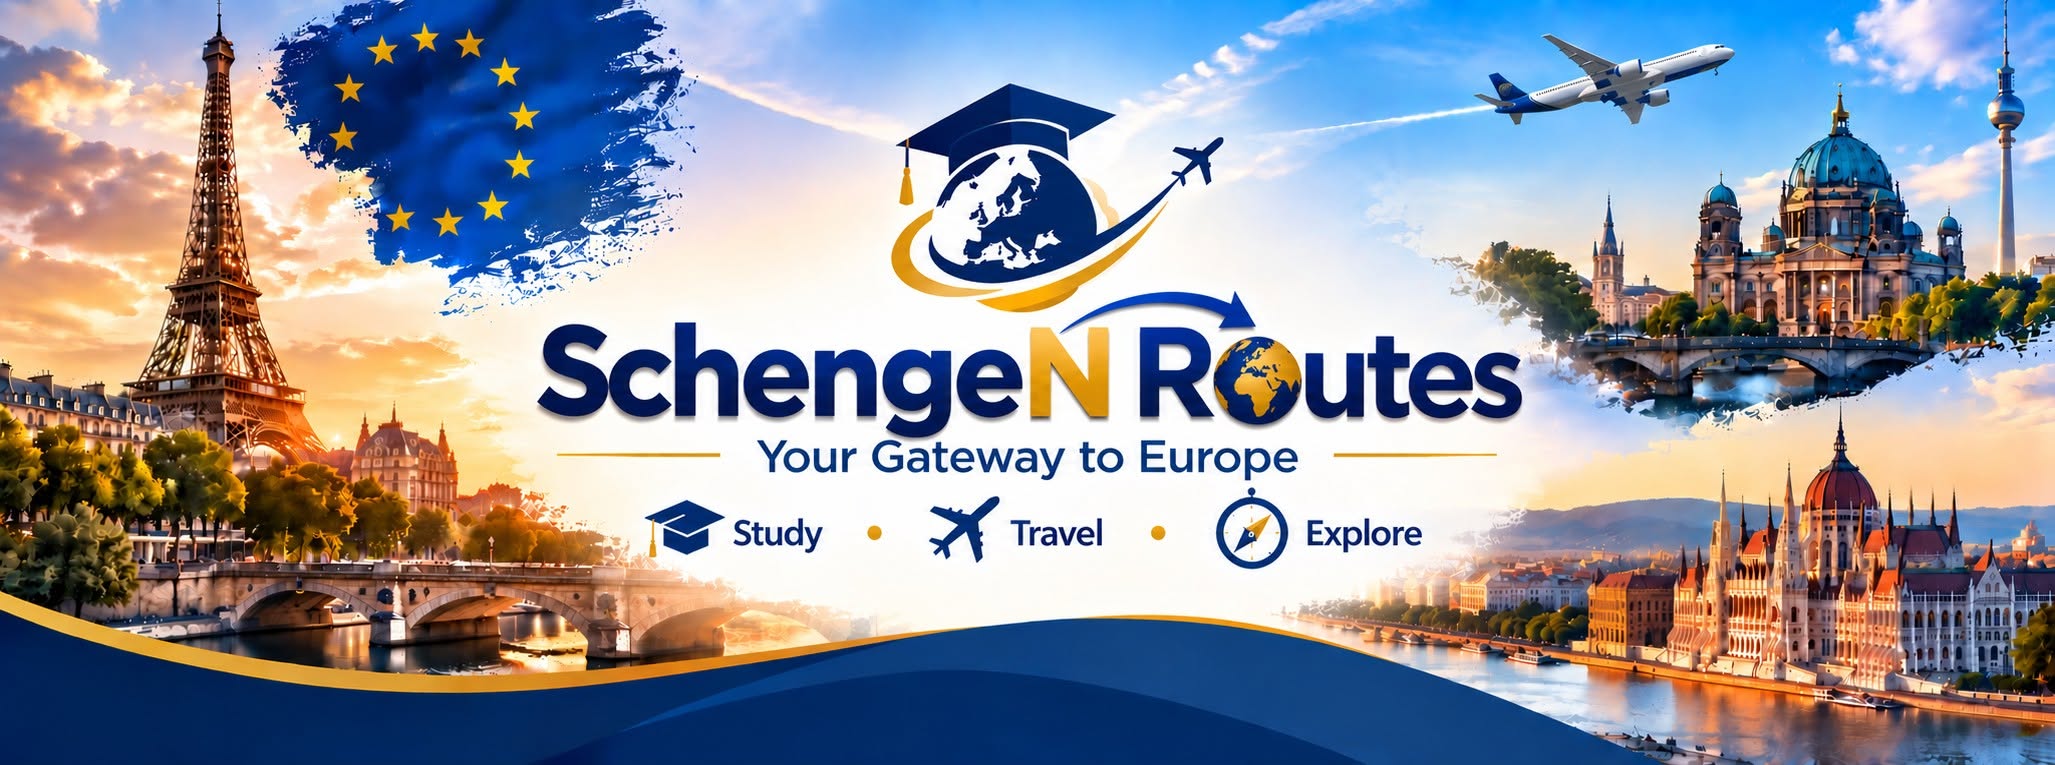 SchengeN Routes
Your Gateway to Europe
Study • Travel • Explore